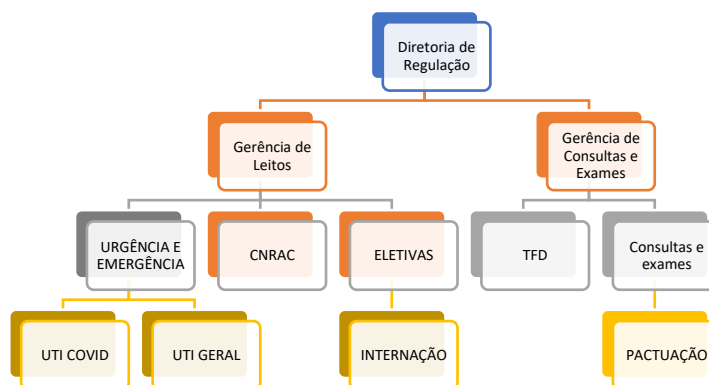 Diretoria de
Regulação
Gerência de
Leitos
Gerência de
Consultas e
Exames
URGÊNCIA E
EMERGÊNCIA
CNRAC
ELETIVAS
TFD
Consultas e
exames
UTI COVID
UTI GERAL
INTERNAÇÃO
PACTUAÇÃO